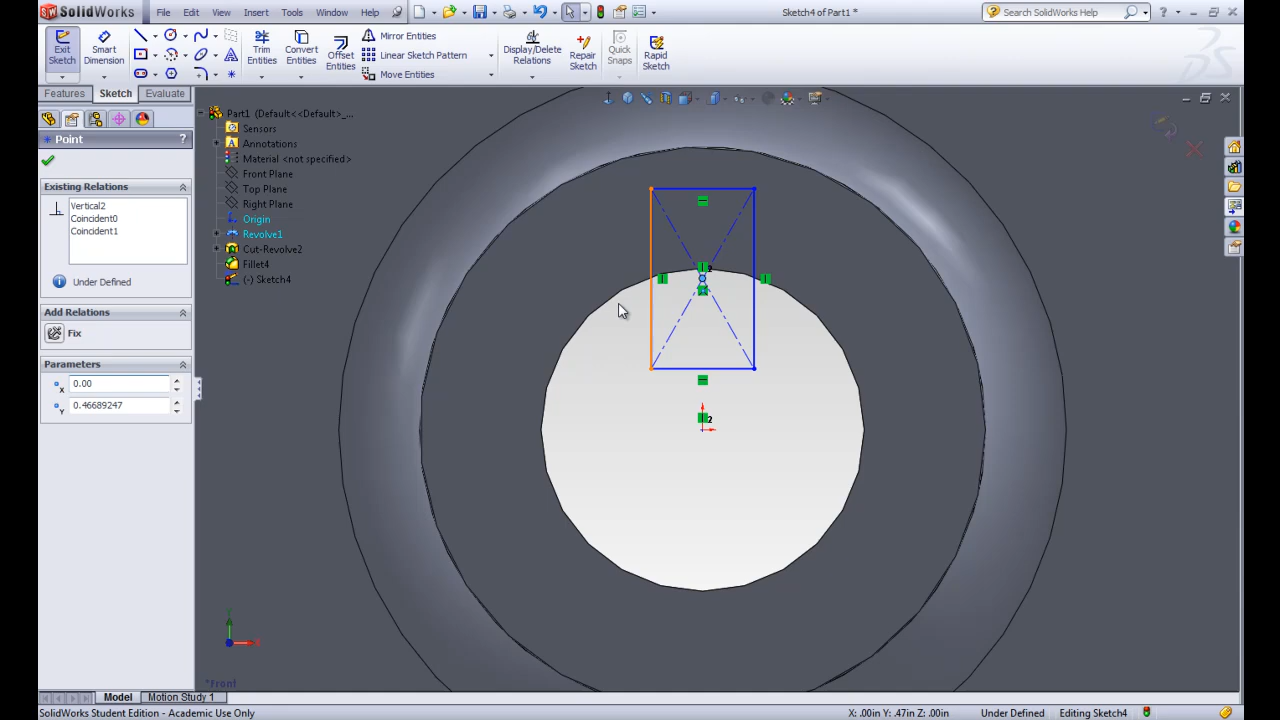 SW SOLIDWORKS File Edit View Insert Tools Window Help Sketch4 of Part1 * Search SolidWorks Help ?
Exit Sketch
Smart Dimension
Trim Entities
Convert Entities
Offset Entities
Mirror Entities
Linear Sketch Pattern
Move Entities
Display/Delete Relations
Repair Sketch
Quick Snaps
Rapid Sketch
Features Sketch Evaluate
Point ?
Existing Relations
Vertical2
Coincident0
Coincident1
Under Defined
Add Relations
Fix
Parameters
X 0.00
Y 0.46689247
Part1 (Default<<Default>_...
Sensors
A Annotations
Material <not specified>
Front Plane
Top Plane
Right Plane
Origin
Revolve1
Cut-Revolve2
Fillet4
(-) Sketch4
2
2
Y
X
*Front
Model Motion Study 1
SolidWorks Student Edition - Academic Use Only X: .00in Y: .47in Z: .00in Under Defined Editing Sketch4